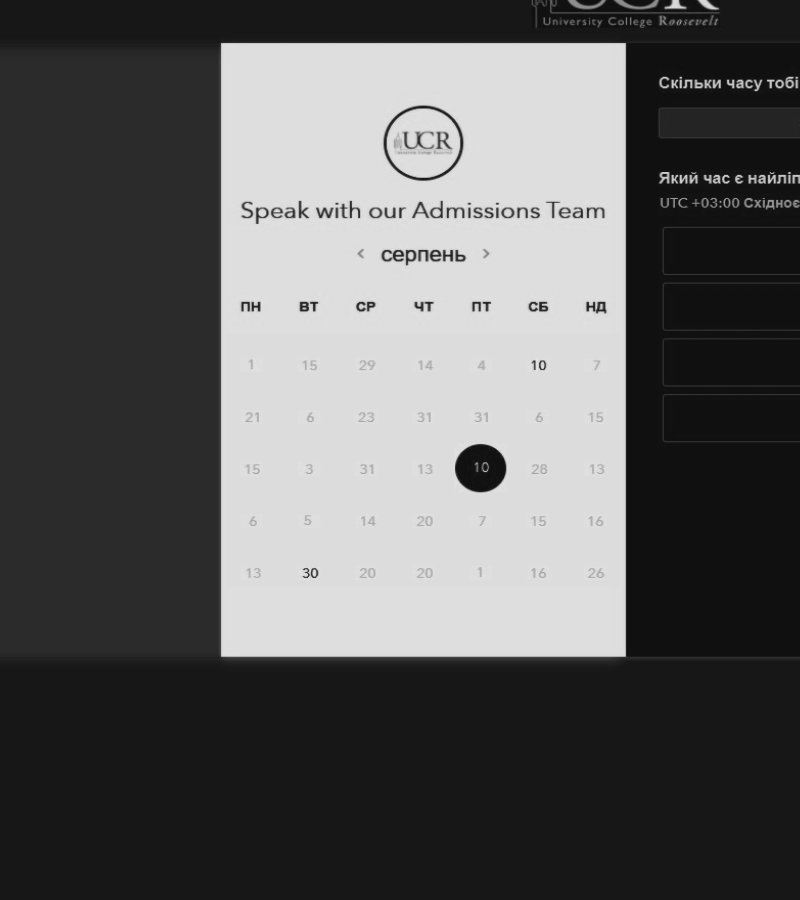 UCR
University College Roosevelt
UCR
University College Roosevelt
Speak with our Admissions Team
< серпень >
ПН ВТ СР ЧТ ПТ СБ НД
1 15 29 14 4 10 7
21 6 23 31 31 6 15
15 3 31 13 10 28 13
6 5 14 20 7 15 16
13 30 20 20 1 16 26
Скільки часу тобі
Який час є найліп
UTC +03:00 Східноє